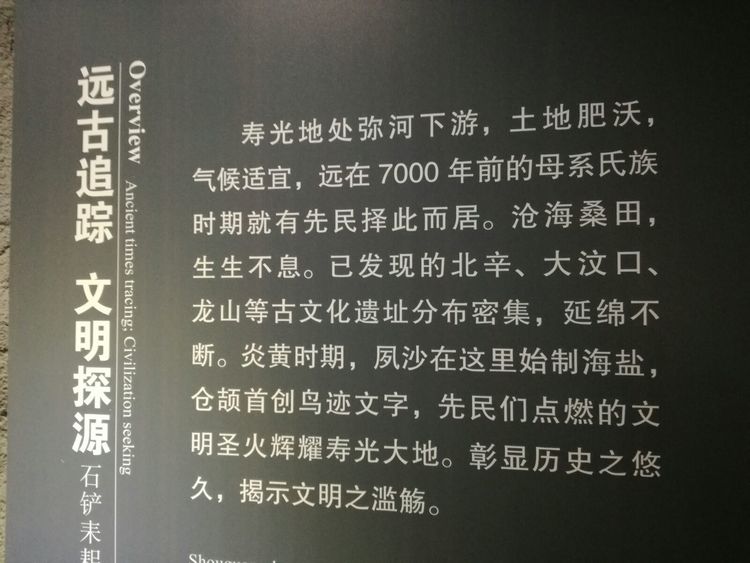 远古追踪 文明探源
Overview Ancient times tracing; Civilization seeking
石铲耒耜
寿光地处弥河下游，土地肥沃，
气候适宜，远在7000年前的母系氏族
时期就有先民择此而居。沧海桑田，
生生不息。已发现的北辛、大汶口、
龙山等古文化遗址分布密集，延绵不
断。炎黄时期，夙沙在这里始制海盐，
仓颉首创鸟迹文字，先民们点燃的文
明圣火辉耀寿光大地。彰显历史之悠
久，揭示文明之滥觞。